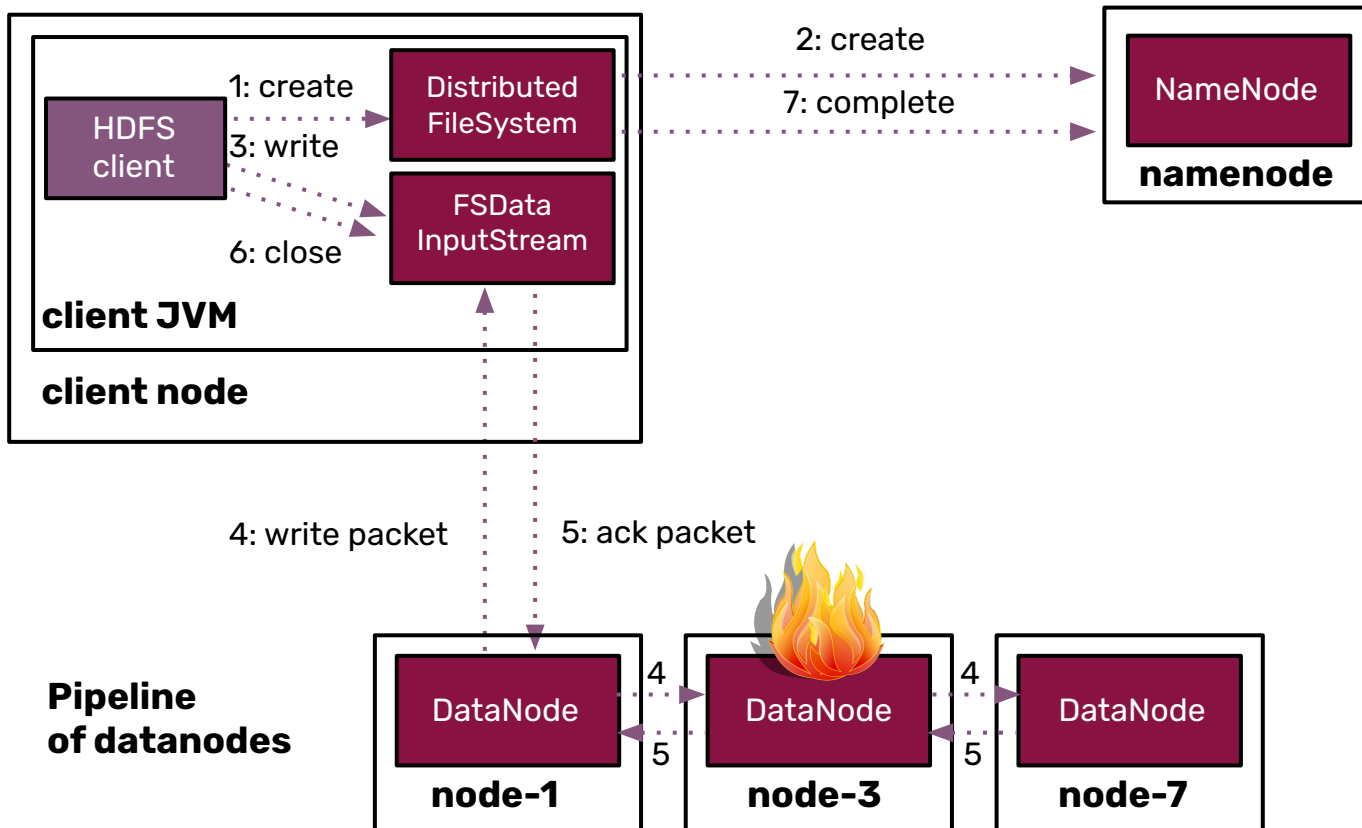 2: create
Distributed
FileSystem
1: create
NameNode
7: complete
HDFS
client
3: write
namenode
FSData
InputStream
6: close
client JVM
client node
4: write packet
5: ack packet
4
4
Pipeline
of datanodes
DataNode
DataNode
DataNode
5
5
node-1
node-3
node-7